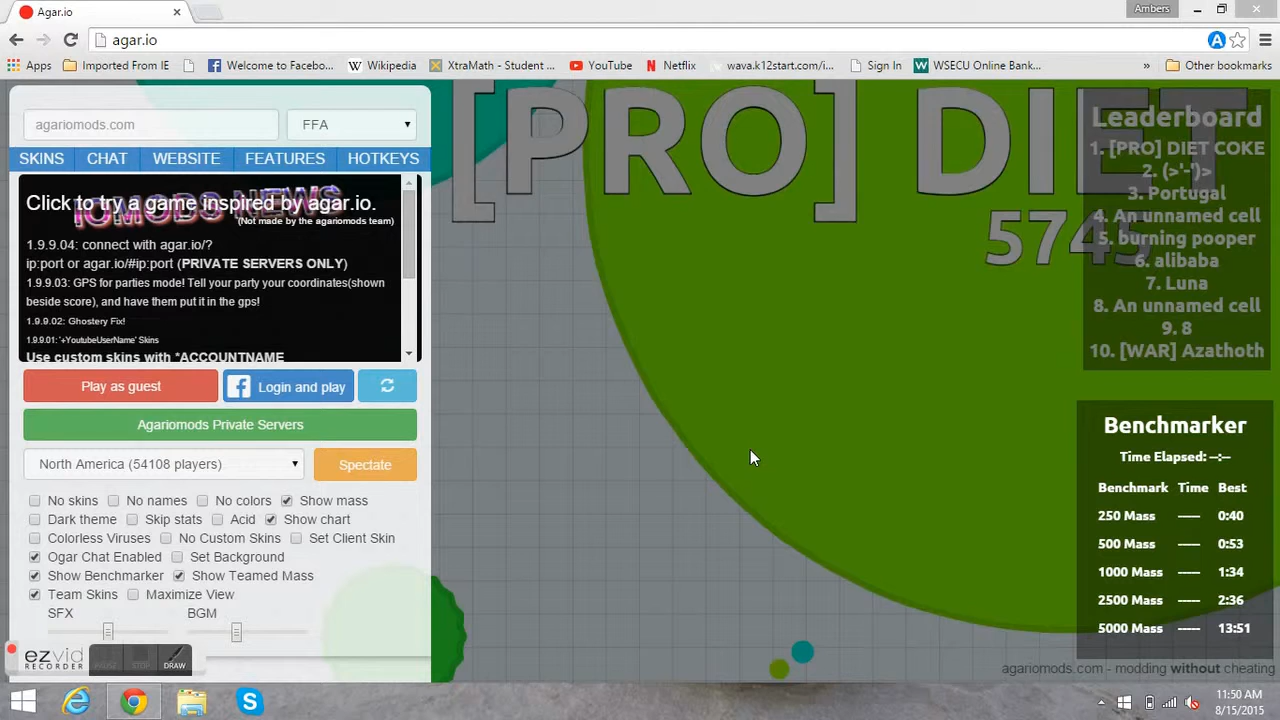 Agar.io
Ambers
agar.io
Apps
Imported From IE
Welcome to Facebo...
Wikipedia
XtraMath - Student ...
YouTube
Netflix
wava.k12start.com/i...
Sign In
WSECU Online Bank...
»
Other bookmarks
agariomods.com
FFA
SKINS
CHAT
WEBSITE
FEATURES
HOTKEYS
IOMODS NEWS
Click to try a game inspired by agar.io.
(Not made by the agariomods team)
1.9.9.04: connect with agar.io/?
ip:port or agar.io/#ip:port (PRIVATE SERVERS ONLY)
1.9.9.03: GPS for parties mode! Tell your party your coordinates(shown
beside score), and have them put it in the gps!
1.9.9.02: Ghostery Fix!
1.9.9.01: '+YoutubeUserName' Skins
Use custom skins with *ACCOUNTNAME
Play as guest
Login and play
Agariomods Private Servers
North America (54108 players)
Spectate
No skins
No names
No colors
Show mass
Dark theme
Skip stats
Acid
Show chart
Colorless Viruses
No Custom Skins
Set Client Skin
Ogar Chat Enabled
Set Background
Show Benchmarker
Show Teamed Mass
Team Skins
Maximize View
SFX
BGM
ezvid
RECORDER
PAUSE
STOP
DRAW
[PRO] DIET
5745
Leaderboard
1. [PRO] DIET COKE
2. (>'-')>
3. Portugal
4. An unnamed cell
5. burning pooper
6. alibaba
7. Luna
8. An unnamed cell
9. 8
10. [WAR] Azathoth
Benchmarker
Time Elapsed: --:--
Benchmark Time Best
250 Mass ----- 0:40
500 Mass ----- 0:53
1000 Mass ----- 1:34
2500 Mass ----- 2:36
5000 Mass ----- 13:51
agariomods.com - modding without cheating
11:50 AM
8/15/2015